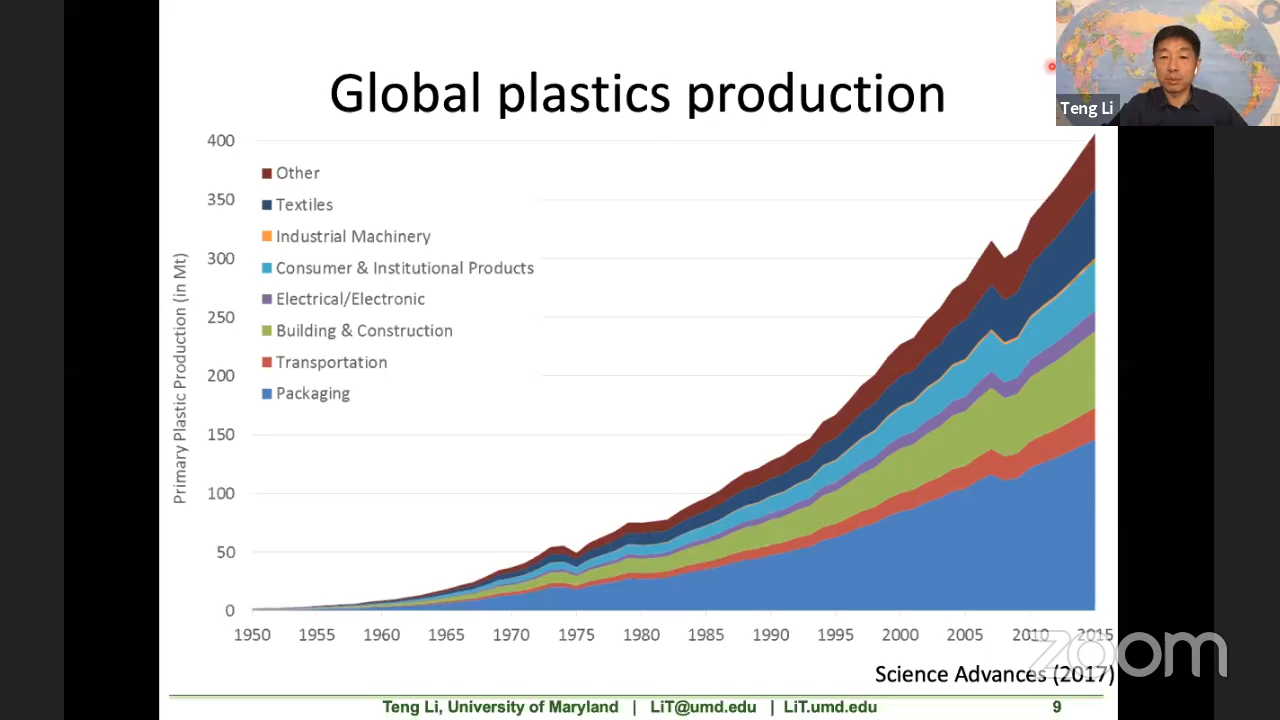 Global plastics production
Teng Li
Primary Plastic Production (in Mt)
400
350
300
250
200
150
100
50
0
Other
Textiles
Industrial Machinery
Consumer & Institutional Products
Electrical/Electronic
Building & Construction
Transportation
Packaging
1950 1955 1960 1965 1970 1975 1980 1985 1990 1995 2000 2005 2010 2015
zoom
Science Advances (2017)
Teng Li, University of Maryland | LiT@umd.edu | LiT.umd.edu 9